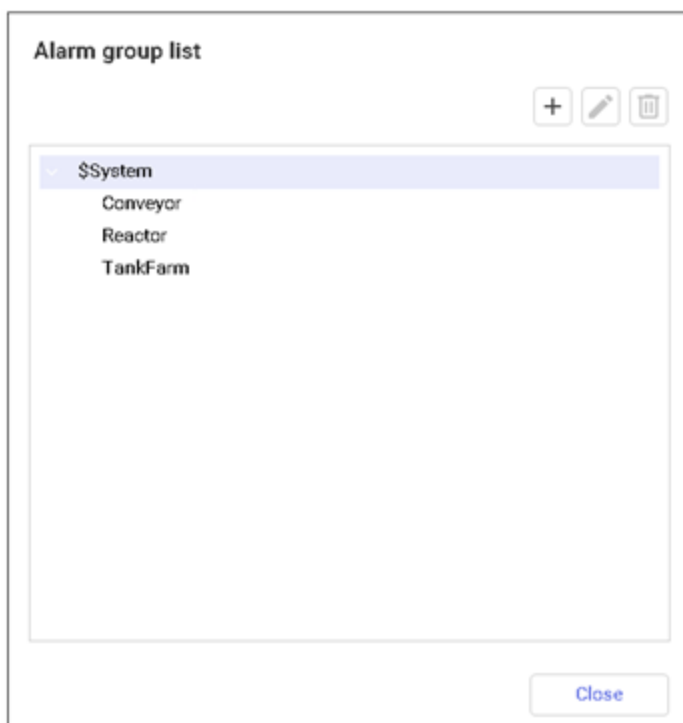 Alarm group list
$System
Conveyor
Reactor
TankFarm
Close